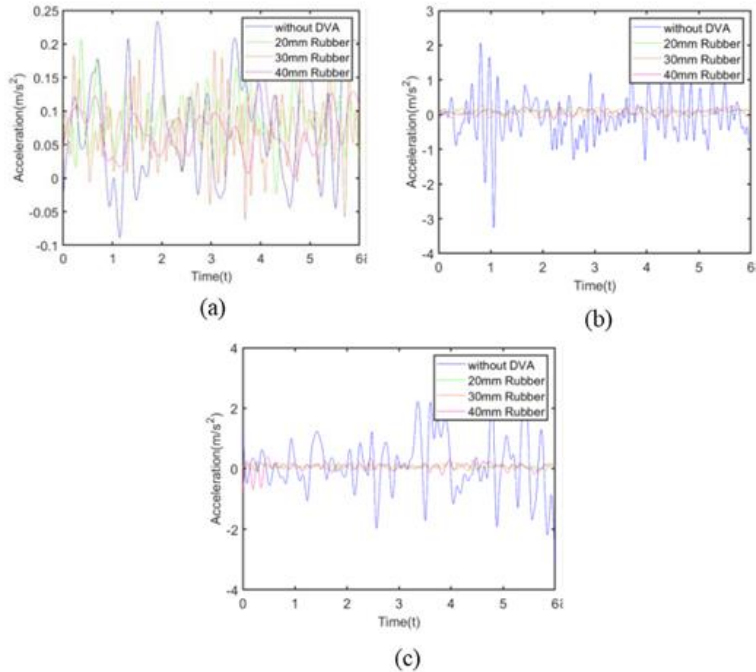 0.25
without DVA
20mm Rubber
30mm Rubber
40mm Rubber
0.2
0.15
0.1
0.05
0
-0.05
-0.1
Acceleration(m/s²)
0 1 2 3 4 5 6s
Time(t)
(a)
3
without DVA
20mm Rubber
30mm Rubber
40mm Rubber
2
1
0
-1
-2
-3
-4
Acceleration(m/s²)
0 1 2 3 4 5 6
Time(t)
(b)
4
without DVA
20mm Rubber
30mm Rubber
40mm Rubber
2
0
-2
-4
Acceleration(m/s²)
0 1 2 3 4 5 6s
Time(t)
(c)